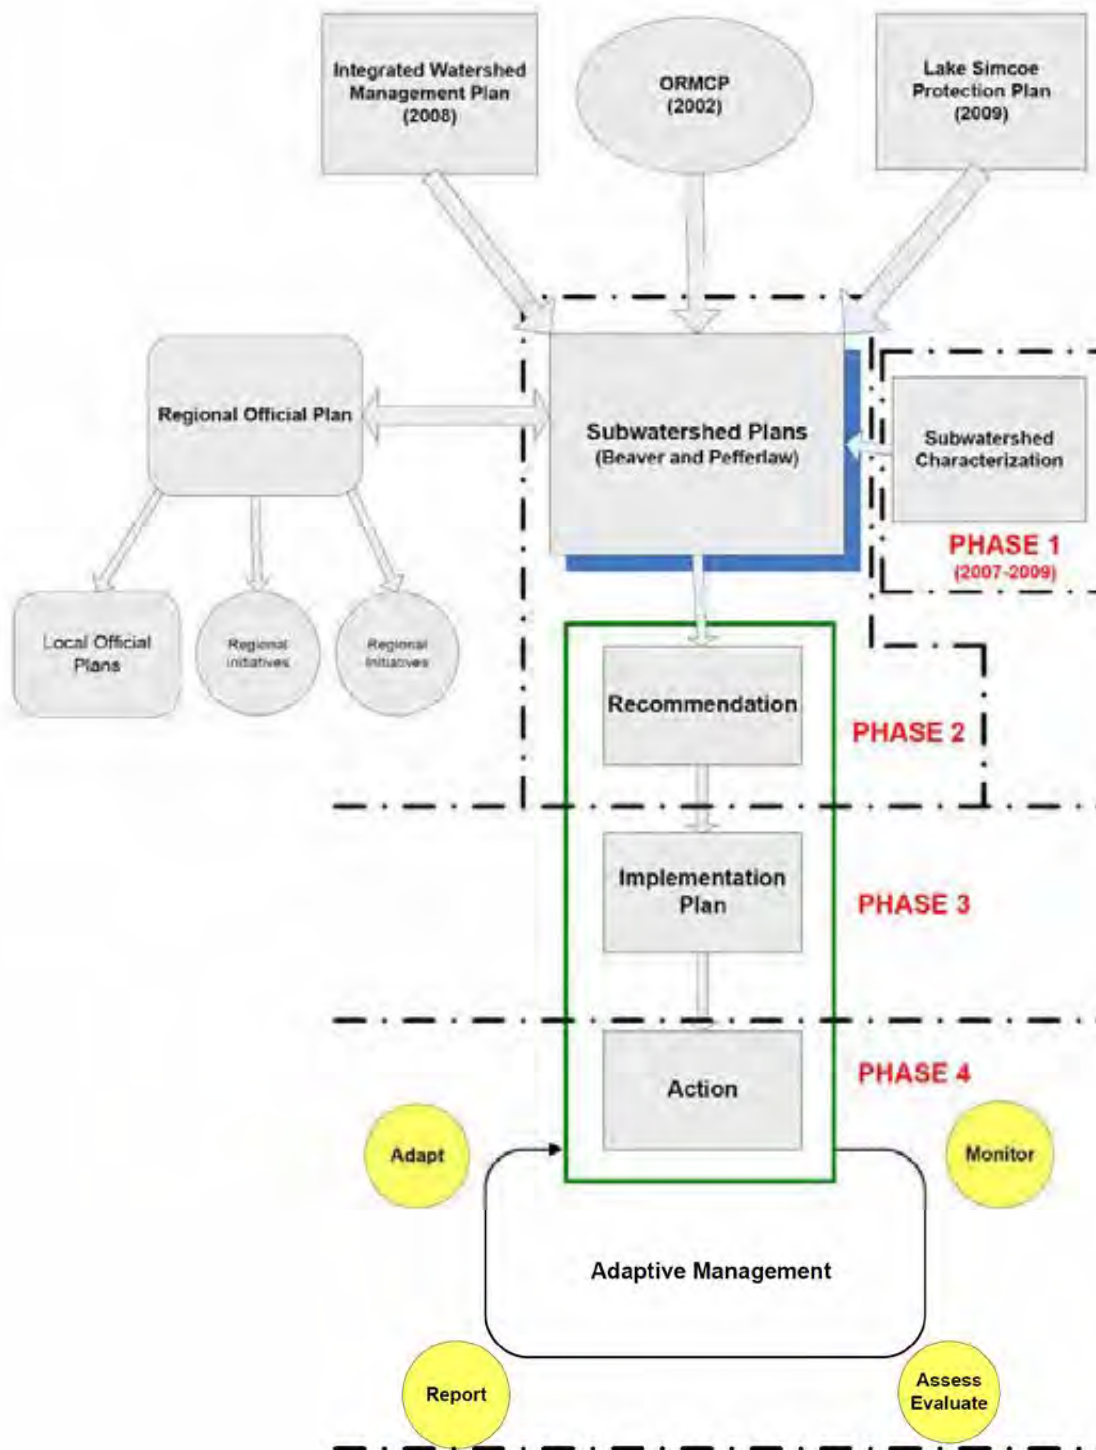 Integrated Watershed
Management Plan
(2008)
ORMCP
(2002)
Lake Simcoe
Protection Plan
(2009)
Regional Official Plan
Subwatershed Plans
(Beaver and Pefferlaw)
Subwatershed
Characterization
PHASE 1
(2007-2009)
Local Official
Plans
Regional
initiatives
Regional
Initiatives
Recommendation
PHASE 2
Implementation
Plan
PHASE 3
Action
PHASE 4
Adapt
Monitor
Adaptive Management
Report
Assess
Evaluate